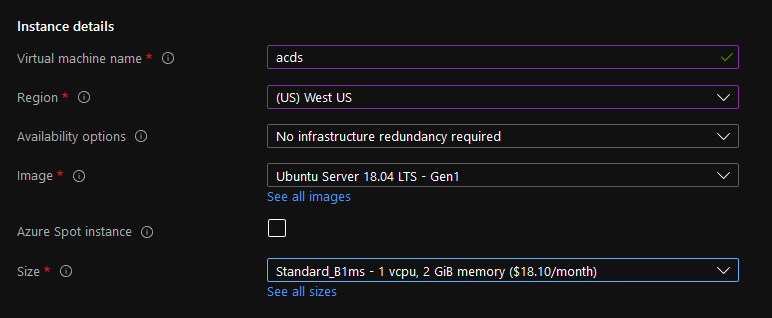 Instance details
Virtual machine name * acds
Region * (US) West US
Availability options No infrastructure redundancy required
Image * Ubuntu Server 18.04 LTS - Gen1
See all images
Azure Spot instance
Size * Standard_B1ms - 1 vcpu, 2 GiB memory ($18.10/month)
See all sizes